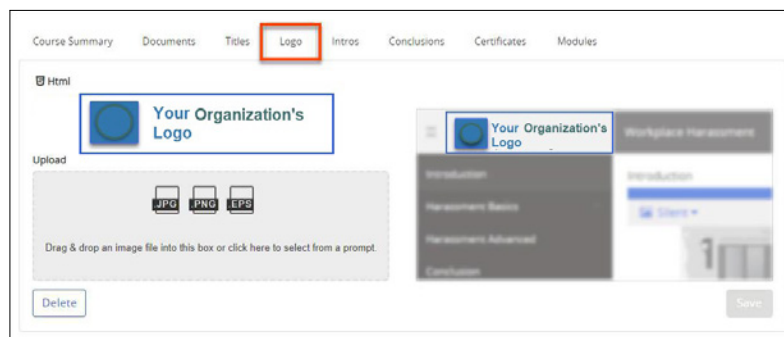 Course Summary Documents Titles Logo Intros Conclusions Certificates Modules
Html
Your Organization's
Logo
Upload
.JPG .PNG .EPS
Drag & drop an image file into this box or click here to select from a prompt.
Delete
Your Organization's
Logo
Workplace Harassment
Introduction
Harassment Basics
Harassment Advanced
Conclusion
Introduction
Silent
1
Save